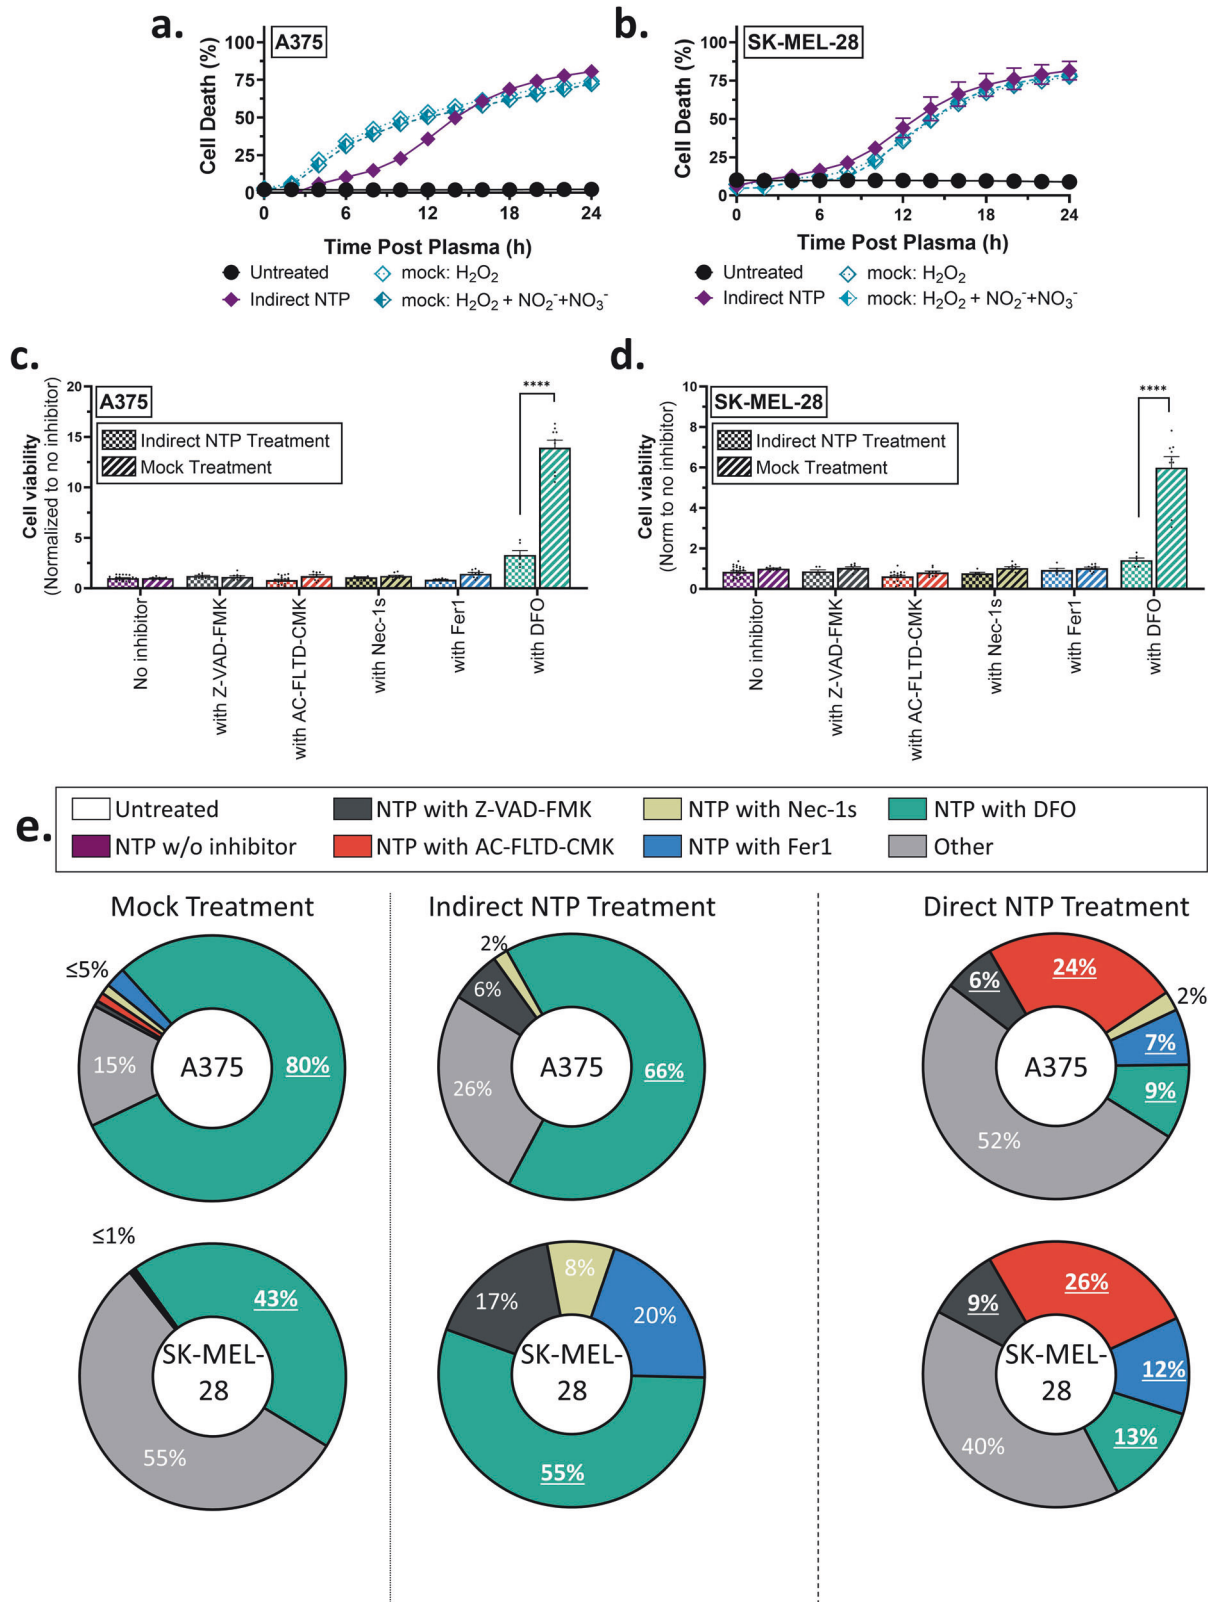 a.
A375
Cell Death (%)
100
75
50
25
0
0 6 12 18 24
Time Post Plasma (h)
Untreated
mock: H₂O₂
Indirect NTP
mock: H₂O₂ + NO₂⁻+NO₃⁻
b.
SK-MEL-28
Cell Death (%)
100
75
50
25
0
0 6 12 18 24
Time Post Plasma (h)
Untreated
mock: H₂O₂
Indirect NTP
mock: H₂O₂ + NO₂⁻+NO₃⁻
c.
A375
Cell viability
(Normalized to no inhibitor)
20
15
10
5
0
Indirect NTP Treatment
Mock Treatment
****
No inhibitor
with Z-VAD-FMK
with AC-FLTD-CMK
with Nec-1s
with Fer1
with DFO
d.
SK-MEL-28
Cell viability
(Norm to no inhibitor)
10
8
6
4
2
0
Indirect NTP Treatment
Mock Treatment
****
No inhibitor
with Z-VAD-FMK
with AC-FLTD-CMK
with Nec-1s
with Fer1
with DFO
e.
Untreated
NTP with Z-VAD-FMK
NTP with Nec-1s
NTP with DFO
NTP w/o inhibitor
NTP with AC-FLTD-CMK
NTP with Fer1
Other
Mock Treatment
Indirect NTP Treatment
Direct NTP Treatment
≤5%
15%
A375
80%
2%
6%
26%
A375
66%
6%
24%
2%
7%
9%
A375
52%
≤1%
43%
SK-MEL-
28
55%
17%
8%
20%
SK-MEL-
28
55%
9%
26%
12%
SK-MEL-
28
13%
40%